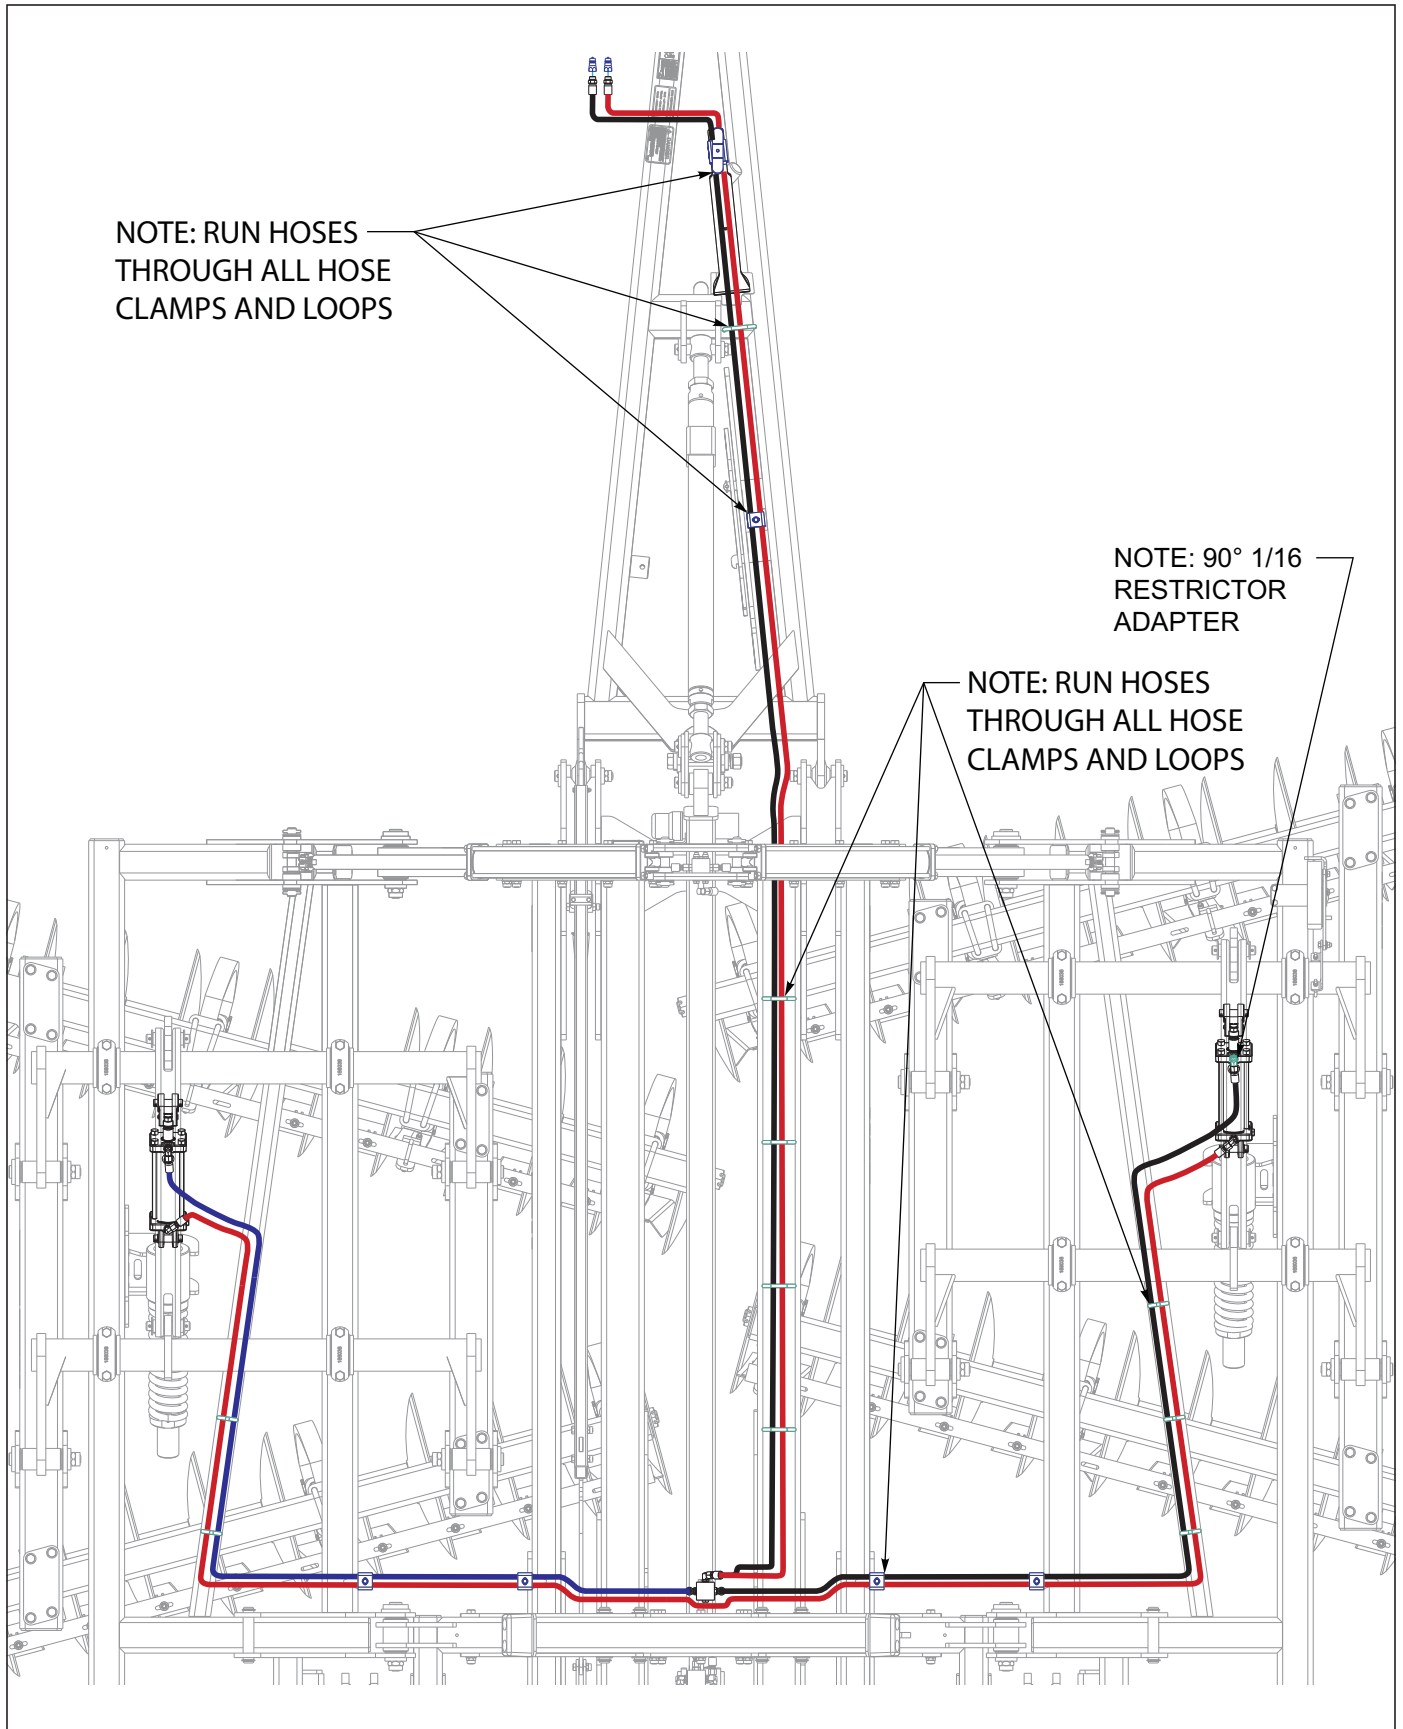 NOTE: RUN HOSES
THROUGH ALL HOSE
CLAMPS AND LOOPS
NOTE: 90° 1/16
RESTRICTOR
ADAPTER
NOTE: RUN HOSES
THROUGH ALL HOSE
CLAMPS AND LOOPS